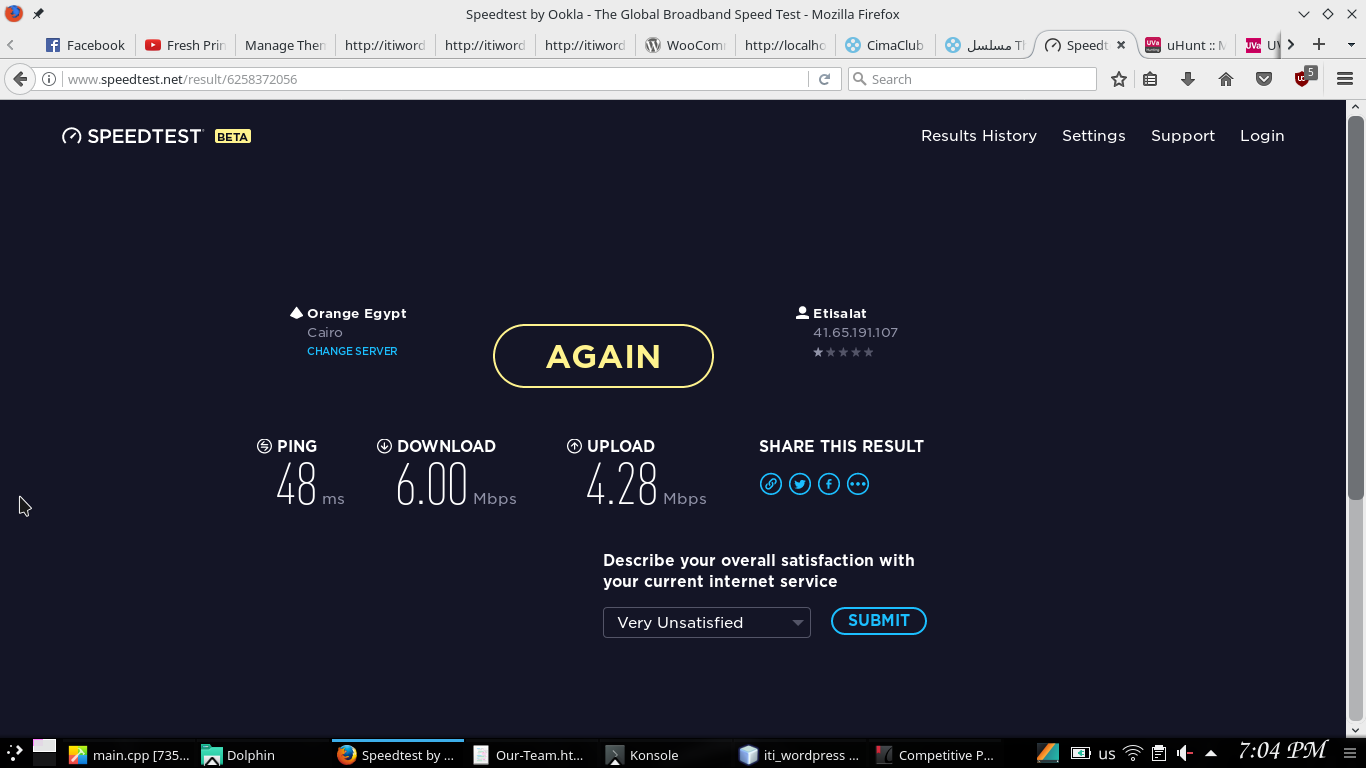 Speedtest by Ookla - The Global Broadband Speed Test - Mozilla Firefox
Facebook Fresh Prin Manage Then http://itiword http://itiword http://itiword WooCom http://localho CimaClub مسلسل Th Speedt uHunt :: M UV
www.speedtest.net/result/6258372056 Search 5
SPEEDTEST BETA Results History Settings Support Login
Orange Egypt Etisalat
Cairo 41.65.191.107
CHANGE SERVER
AGAIN
PING DOWNLOAD UPLOAD SHARE THIS RESULT
48 ms 6.00 Mbps 4.28 Mbps
Describe your overall satisfaction with
your current internet service
Very Unsatisfied SUBMIT
main.cpp [735... Dolphin Speedtest by ... Our-Team.ht... Konsole iti_wordpress ... Competitive P... us 7:04 PM